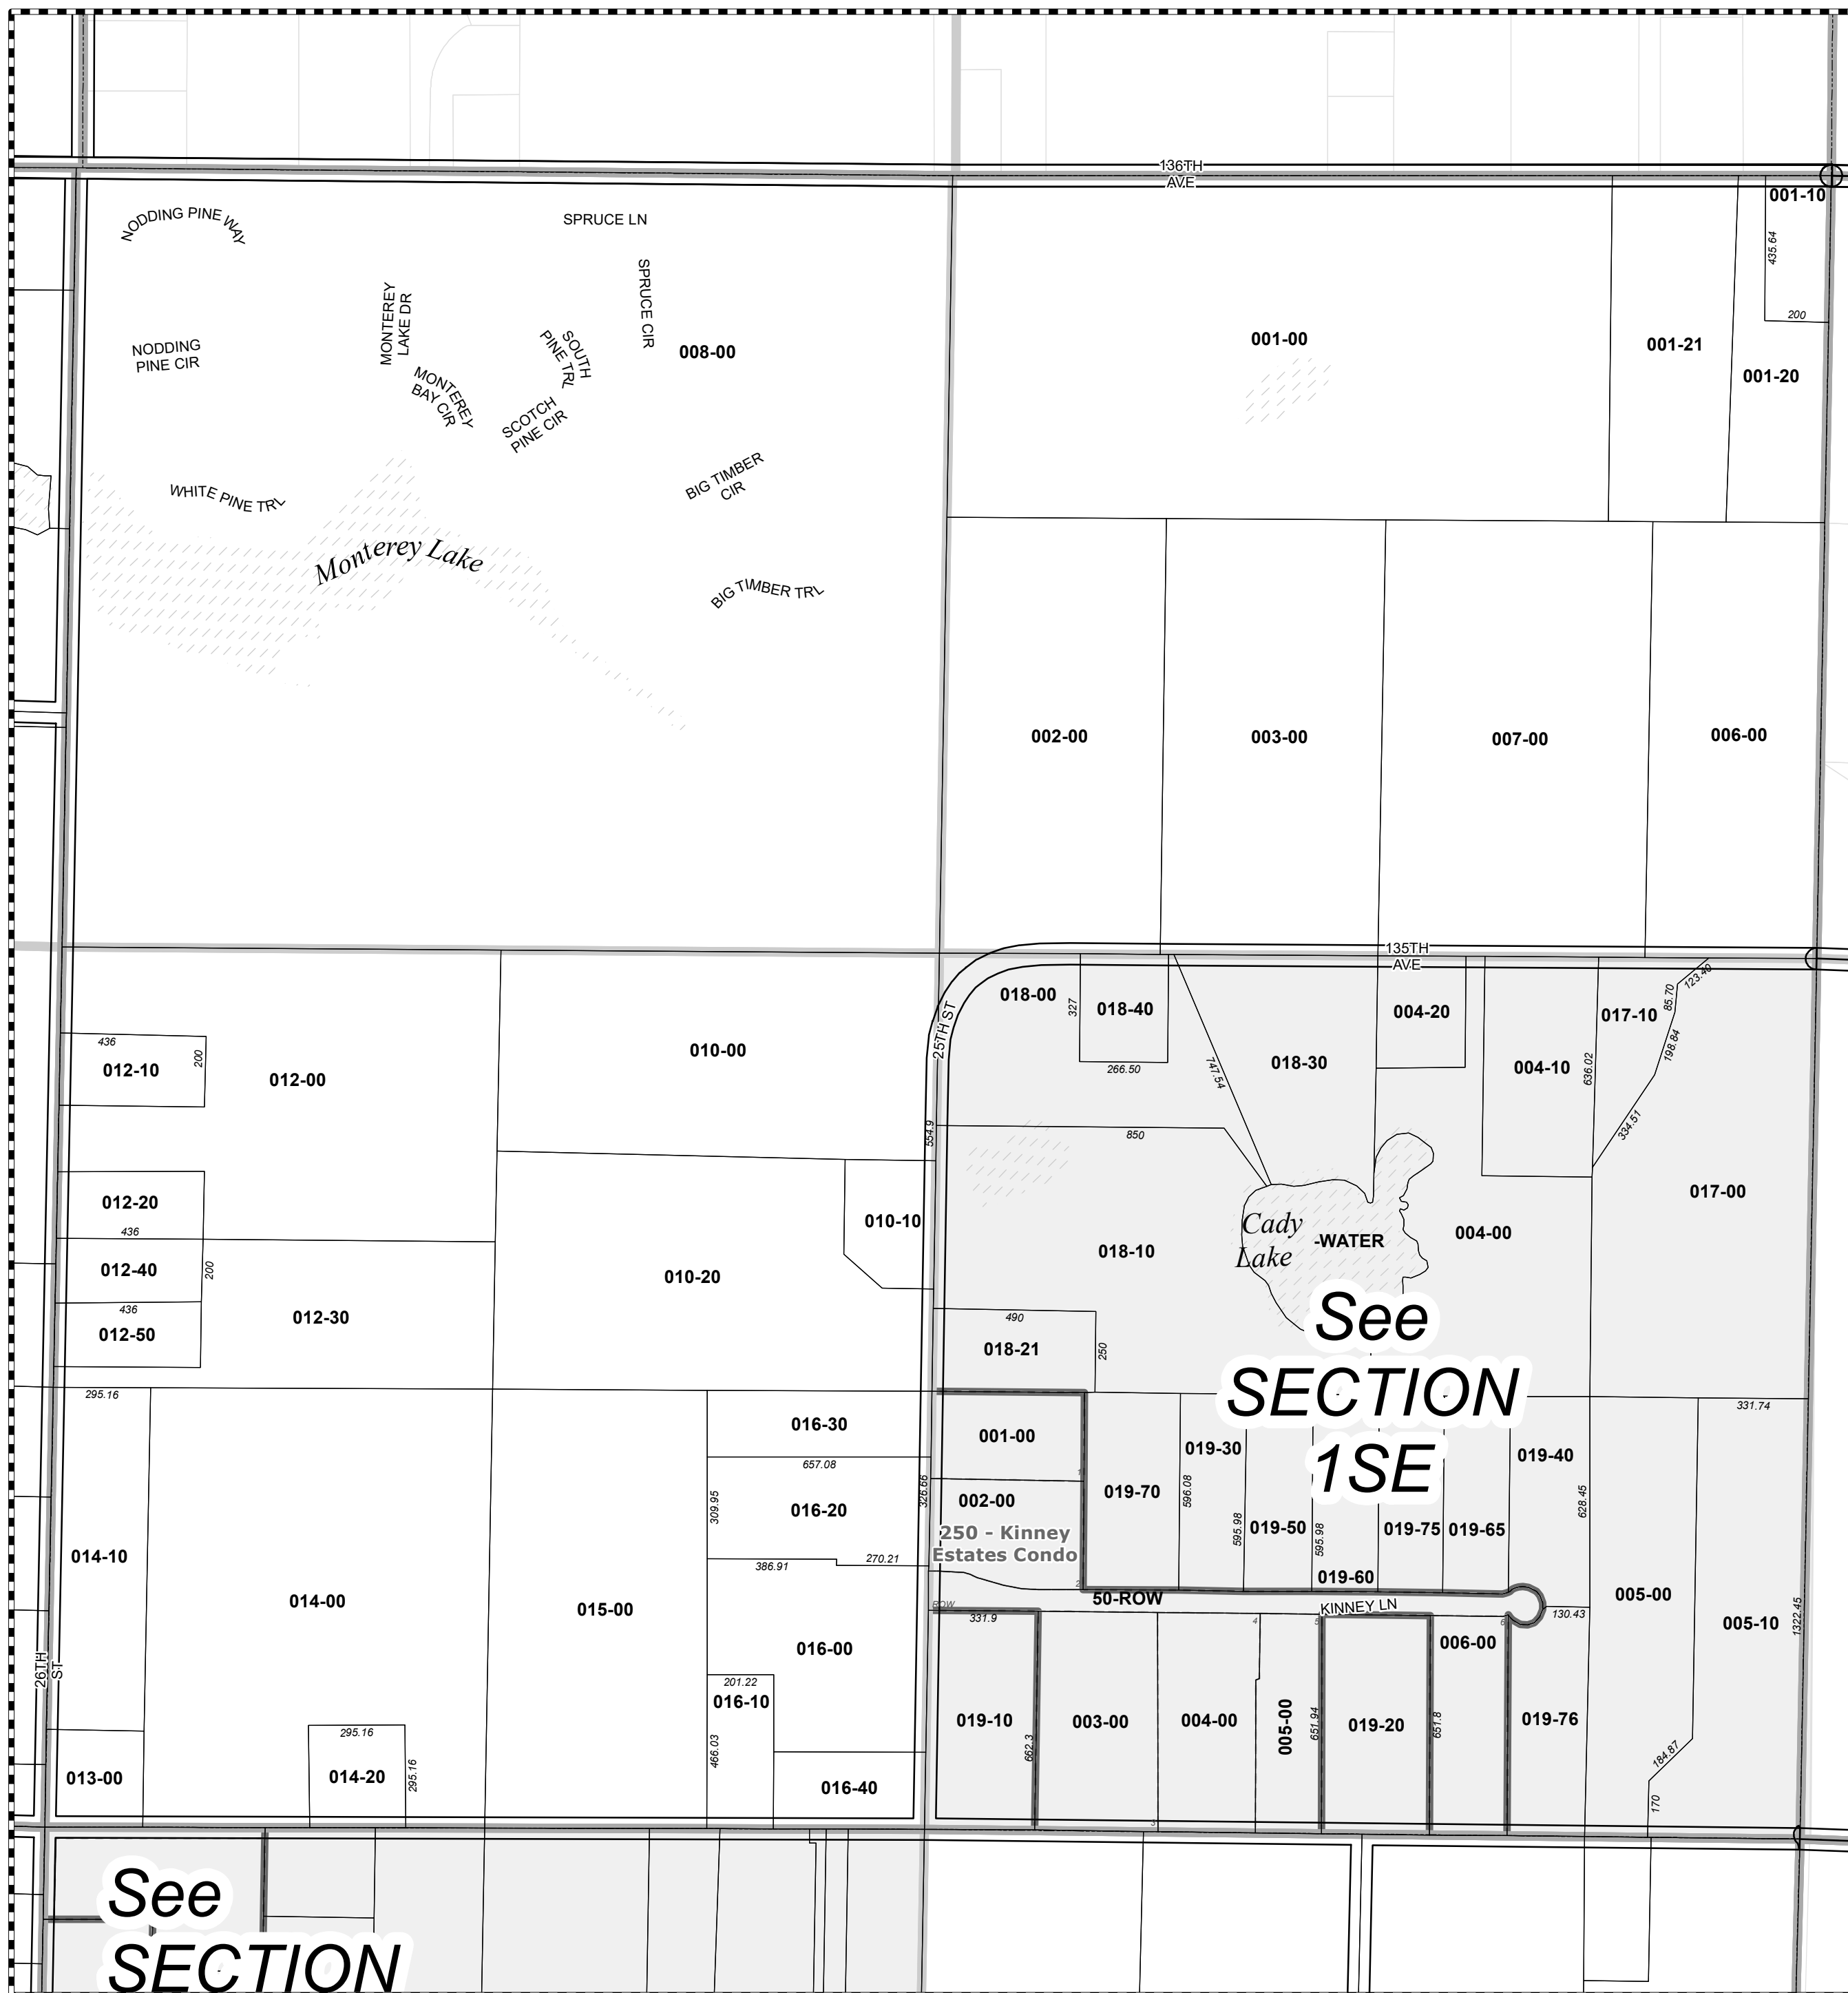 136TH
AVE
001-10
435.64
200
NODDING PINE WAY
SPRUCE LN
SPRUCE CIR
MONTEREY
LAKE DR
SOUTH
PINE TRL
NODDING
PINE CIR
008-00
001-00
001-21
001-20
MONTEREY
BAY CIR
SCOTCH
PINE CIR
BIG TIMBER
CIR
WHITE PINE TRL
Monterey Lake
BIG TIMBER TRL
002-00
003-00
007-00
006-00
135TH
AVE
25TH ST
018-00
327
018-40
266.50
747.54
018-30
004-20
004-10
636.02
017-10
85.70
123.40
198.84
334.51
436
200
012-10
012-00
010-00
554.9
850
012-20
436
012-40
200
436
012-50
012-30
010-20
010-10
018-10
Cady
Lake
-WATER
004-00
017-00
490
018-21
250
See
SECTION
1SE
295.16
331.74
016-30
657.08
326.66
309.95
016-20
386.91
270.21
001-00
1
002-00
250 - Kinney
Estates Condo
2
019-70
019-30
596.08
595.98
019-50
595.98
019-60
019-75
019-65
019-40
628.45
014-10
014-00
015-00
016-00
201.22
016-10
466.03
016-40
50-ROW
KINNEY LN
ROW
331.9
130.43
005-00
005-10
1322.45
019-10
662.3
003-00
3
004-00
4
005-00
5
651.94
019-20
651.8
006-00
6
019-76
184.87
170
26TH
ST
013-00
295.16
014-20
295.16
See
SECTION